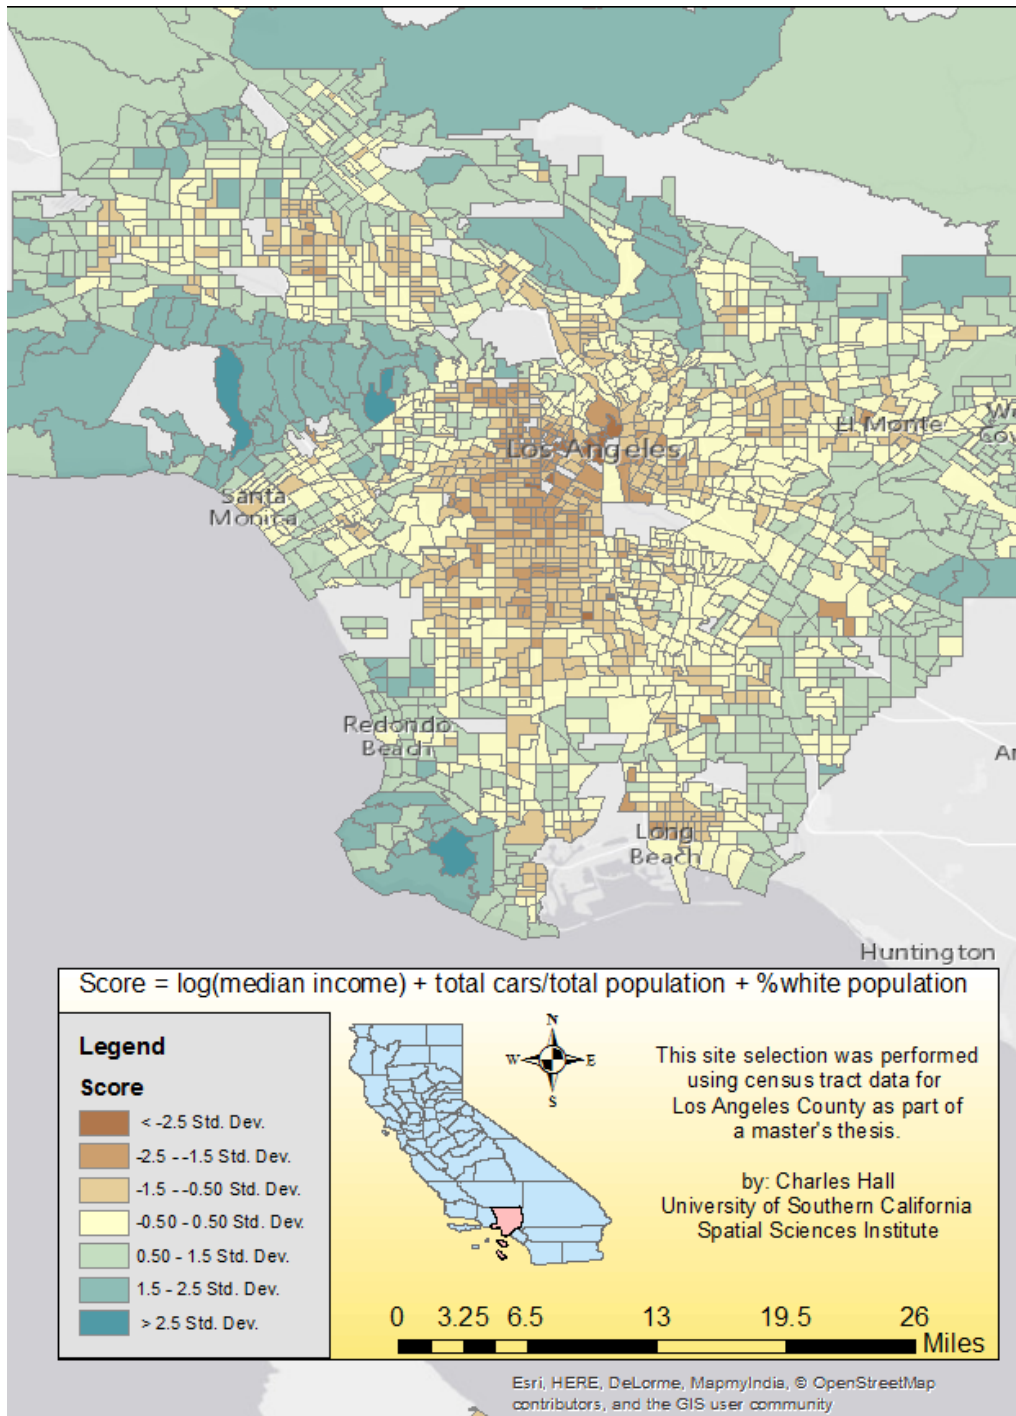 Los Angeles
El Monte
Santa
Monica
Redondo
Beach
Long
Beach
Huntington
Score = log(median income) + total cars/total population + %white population
Legend
Score
< -2.5 Std. Dev.
-2.5 - -1.5 Std. Dev.
-1.5 - -0.50 Std. Dev.
-0.50 - 0.50 Std. Dev.
0.50 - 1.5 Std. Dev.
1.5 - 2.5 Std. Dev.
> 2.5 Std. Dev.
N
W E
S
This site selection was performed
using census tract data for
Los Angeles County as part of
a master's thesis.
by: Charles Hall
University of Southern California
Spatial Sciences Institute
0 3.25 6.5 13 19.5 26
Miles
Esri, HERE, DeLorme, MapmyIndia, © OpenStreetMap
contributors, and the GIS user community